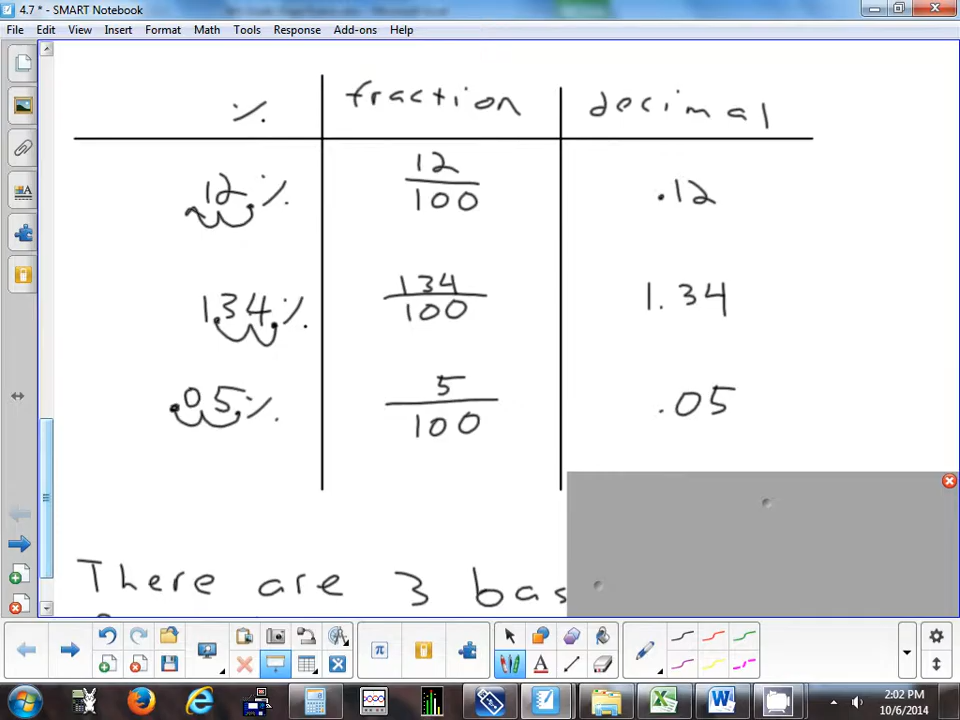 4.7 * - SMART Notebook
File Edit View Insert Format Math Tools Response Add-ons Help
% fraction decimal
12% 12/100 .12
134% 134/100 1.34
05% 5/100 .05
There are 3 bas
2:02 PM
10/6/2014